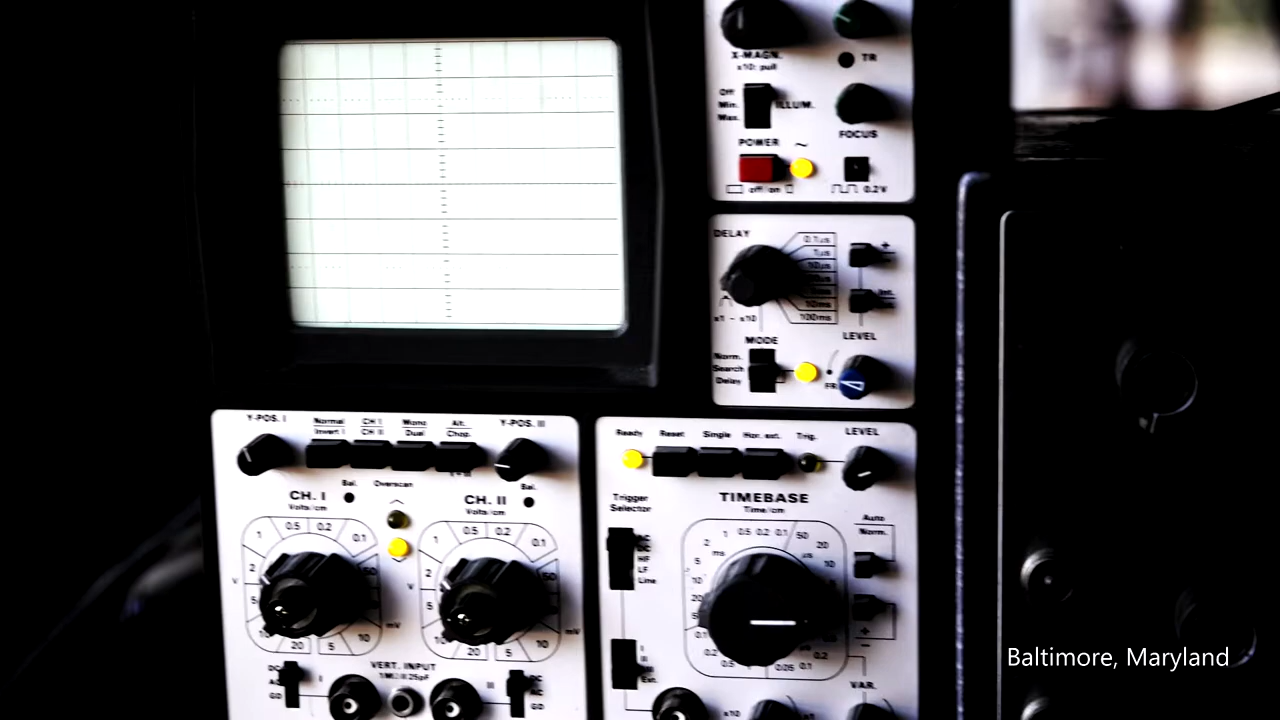 X-MAGN.
x10: pull
TR
Off
Min.
Max.
ILLUM.
FOCUS
POWER
off/on
0.2V
DELAY
0.1µs
1µs
10µs
10ms
100ms
x1 - x10
MODE
LEVEL
Norm.
Search
Delay
Y-POS. I
Normal
Invert I
CH I
CH II
Mono
Dual
Alt.
Chop.
Y-POS. II
Bal.
Overscan
Bal.
CH. I
Volts/cm
CH. II
Volts/cm
1 0.5 0.2 0.1
2 50
V 5
20 5 10
mV
1 0.5 0.2 0.1
2 50
V 5
10 20 5 10
mV
VERT. INPUT
1MΩ II 25pF
I
II
DC
GD
GD
Ready
Reset
Single
Hor. ext.
Trig.
LEVEL
Trigger
Selector
HF
LF
Line
I
II
Ext.
TIMEBASE
Time/cm
1 0.5 0.2 0.1 50
2 20
ms µs
5 10
10
20
0.1
0.2 0.2
0.5 0.05 0.1
Auto
Norm.
+
−
VAR.
x10
Baltimore, Maryland